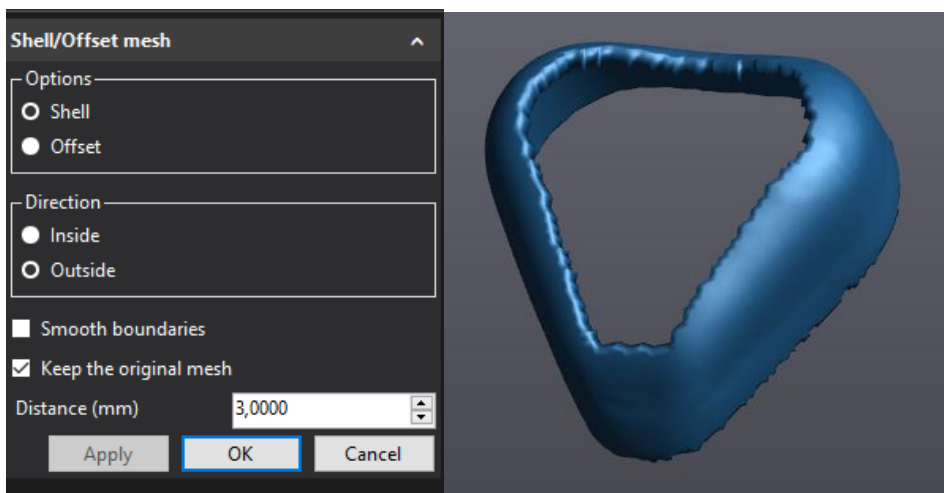 Shell/Offset mesh
Options
Shell
Offset
Direction
Inside
Outside
Smooth boundaries
Keep the original mesh
Distance (mm) 3,0000
Apply OK Cancel